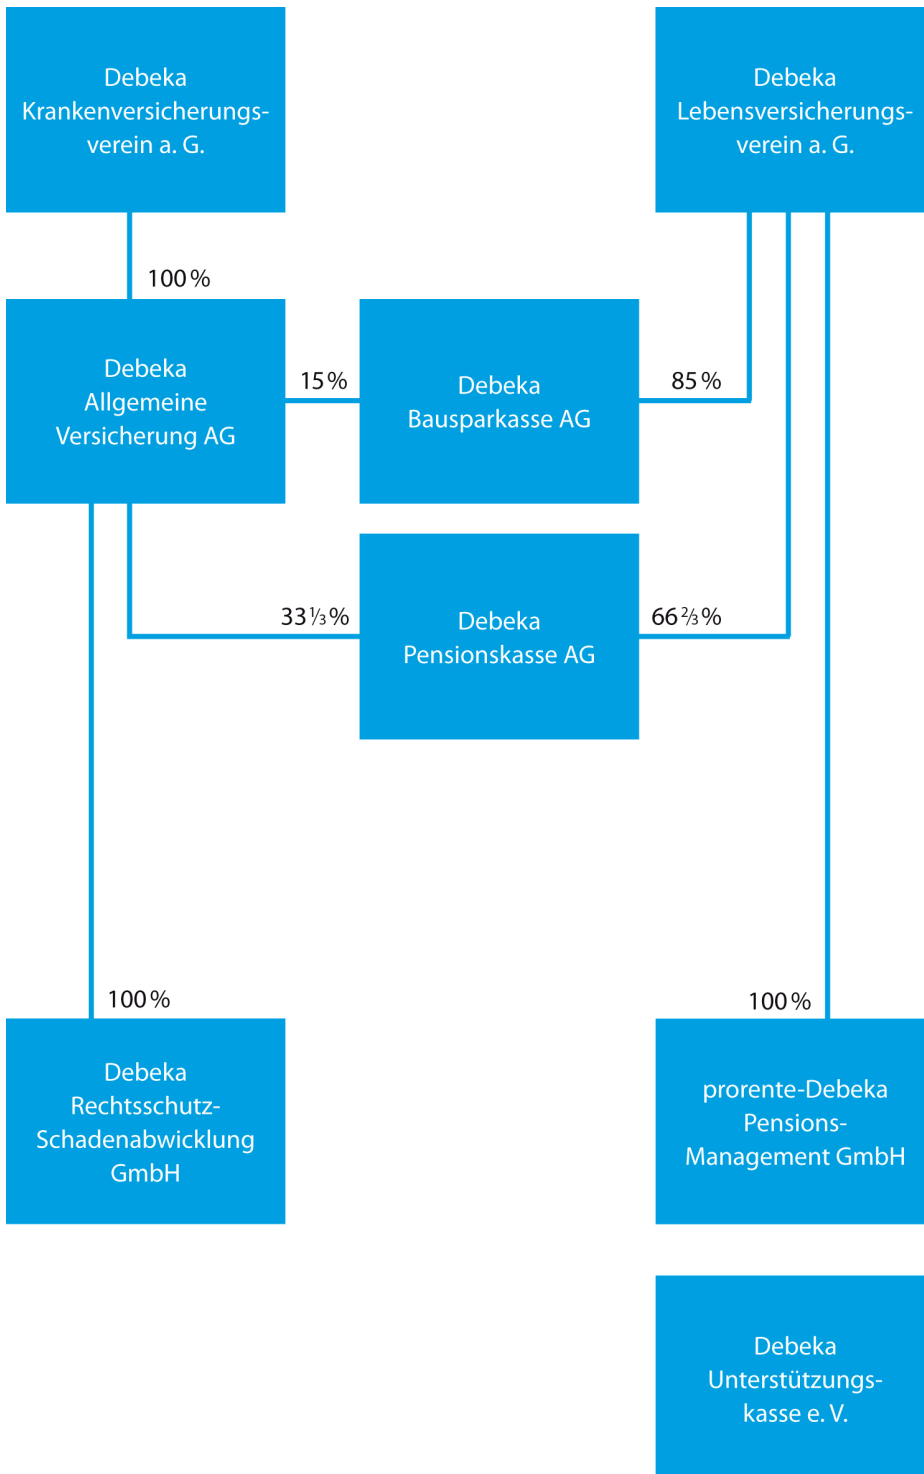 Debeka
Krankenversicherungs-
verein a. G.
Debeka
Lebensversicherungs-
verein a. G.
100 %
Debeka
Allgemeine
Versicherung AG
15 %
Debeka
Bausparkasse AG
85 %
33 ⅓ %
Debeka
Pensionskasse AG
66 ⅔ %
100 %
Debeka
Rechtsschutz-
Schadenabwicklung
GmbH
100 %
prorente-Debeka
Pensions-
Management GmbH
Debeka
Unterstützungs-
kasse e. V.